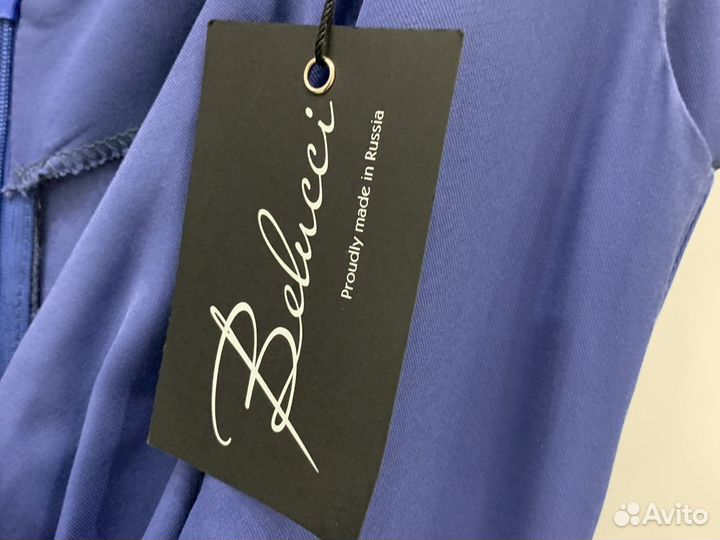 Belucci
Proudly made in Russia
Avito